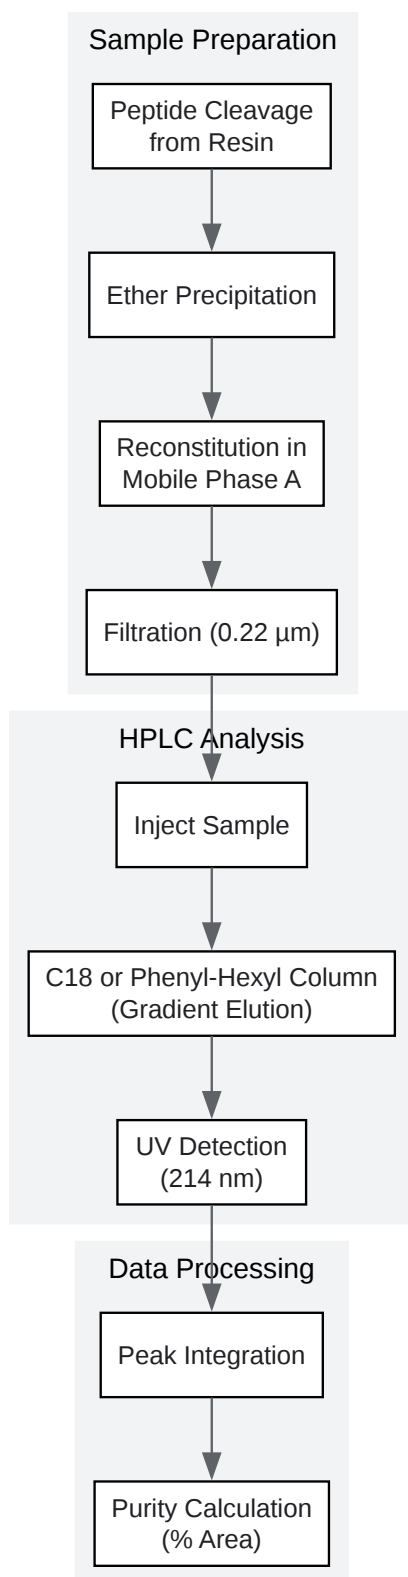 Sample Preparation
Peptide Cleavage
from Resin
Ether Precipitation
Reconstitution in
Mobile Phase A
Filtration (0.22 µm)
HPLC Analysis
Inject Sample
C18 or Phenyl-Hexyl Column
(Gradient Elution)
UV Detection
(214 nm)
Data Processing
Peak Integration
Purity Calculation
(% Area)